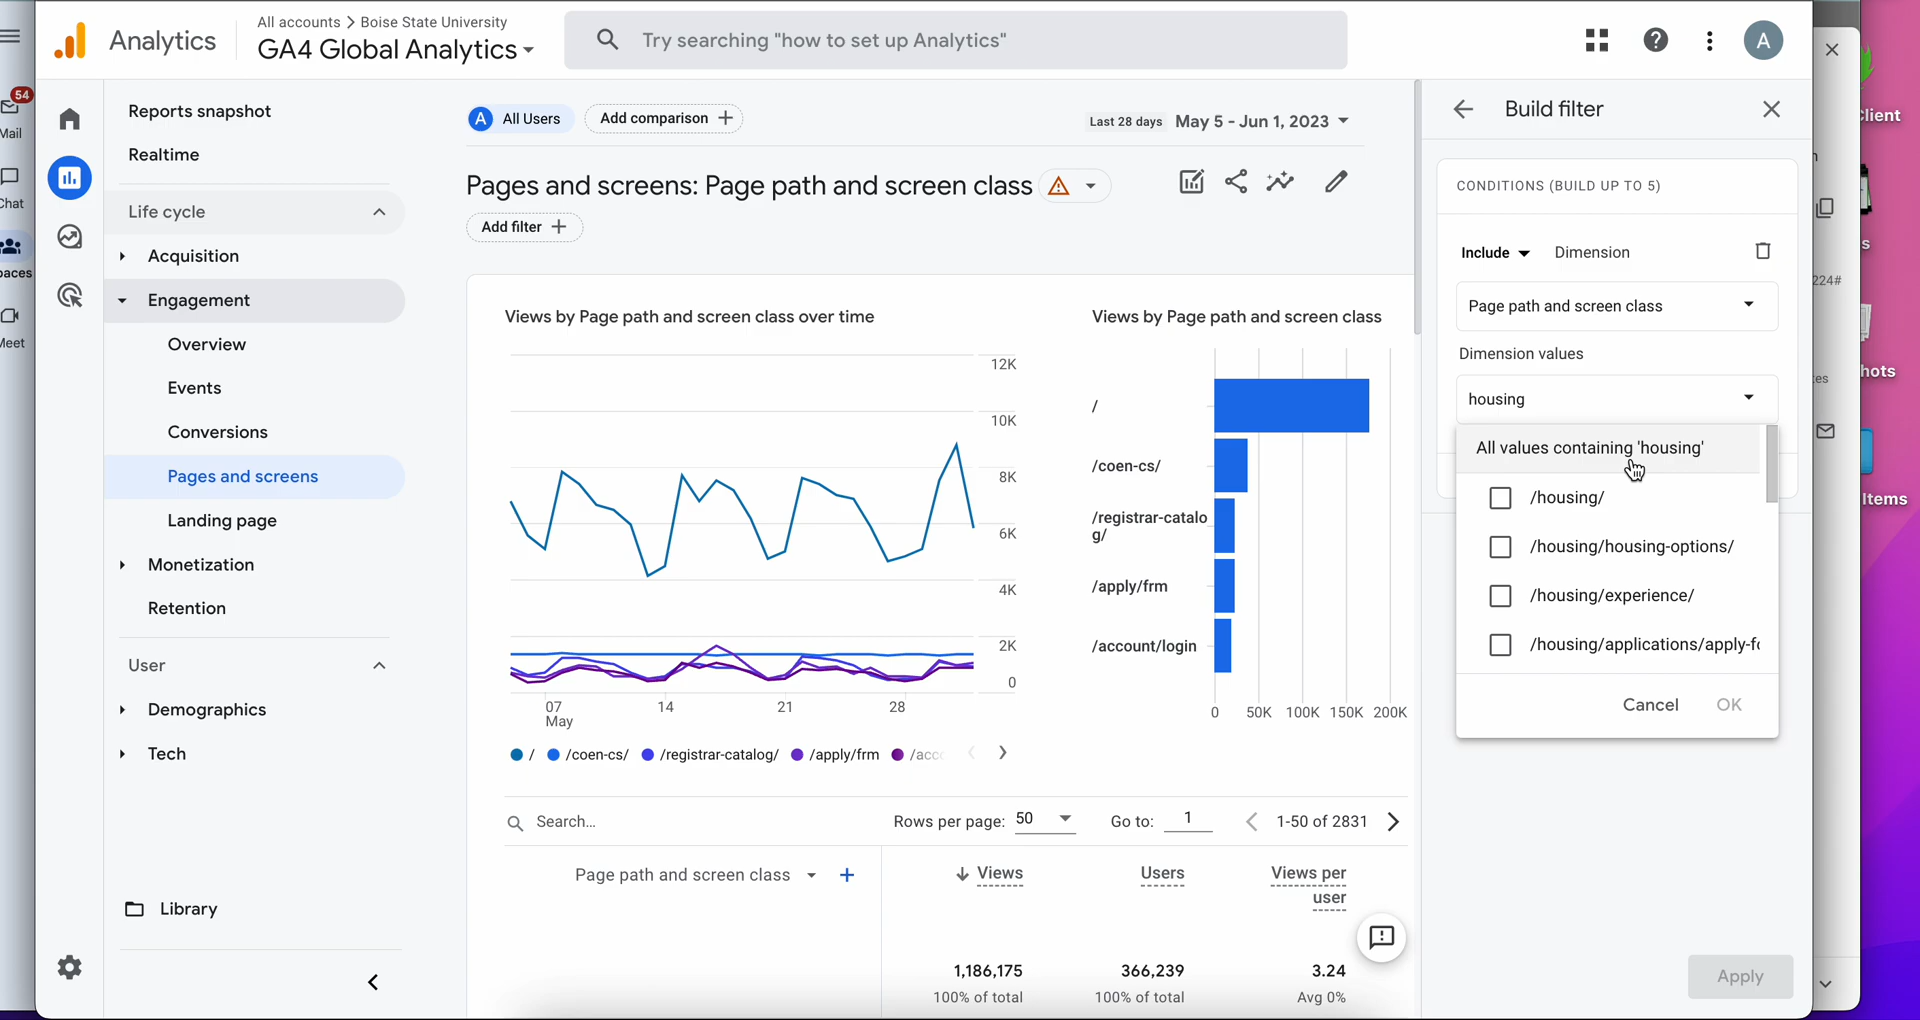 All accounts > Boise State University
Analytics
GA4 Global Analytics
Try searching "how to set up Analytics"
A
54
Mail
Chat
paces
Meet
Reports snapshot
Realtime
Life cycle
Acquisition
Engagement
Overview
Events
Conversions
Pages and screens
Landing page
Monetization
Retention
User
Demographics
Tech
Library
A All Users
Add comparison +
Last 28 days May 5 - Jun 1, 2023
Pages and screens: Page path and screen class
Add filter +
Views by Page path and screen class over time
12K
10K
8K
6K
4K
2K
0
07
May
14
21
28
/ /coen-cs/ /registrar-catalog/ /apply/frm /acc
Views by Page path and screen class
/
/coen-cs/
/registrar-catalo
g/
/apply/frm
/account/login
0 50K 100K 150K 200K
Search...
Rows per page: 50
Go to: 1
1-50 of 2831
Page path and screen class +
Views
Users
Views per
user
1,186,175
366,239
3.24
100% of total
100% of total
Avg 0%
Build filter
CONDITIONS (BUILD UP TO 5)
Include
Dimension
Page path and screen class
Dimension values
housing
All values containing 'housing'
/housing/
/housing/housing-options/
/housing/experience/
/housing/applications/apply-fo
Cancel
OK
Apply
lient
s
224#
hots
es
Items